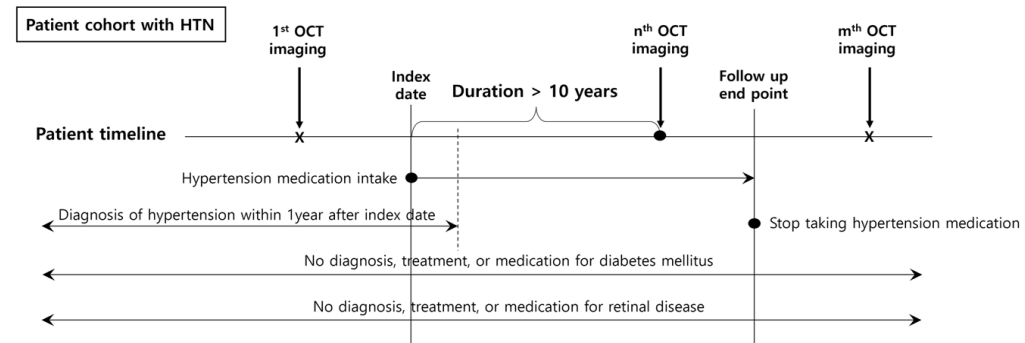 Patient cohort with HTN
1st OCT
imaging
nth OCT
imaging
mth OCT
imaging
Index
date
Duration > 10 years
Follow up
end point
Patient timeline
X
X
Hypertension medication intake
Diagnosis of hypertension within 1year after index date
Stop taking hypertension medication
No diagnosis, treatment, or medication for diabetes mellitus
No diagnosis, treatment, or medication for retinal disease